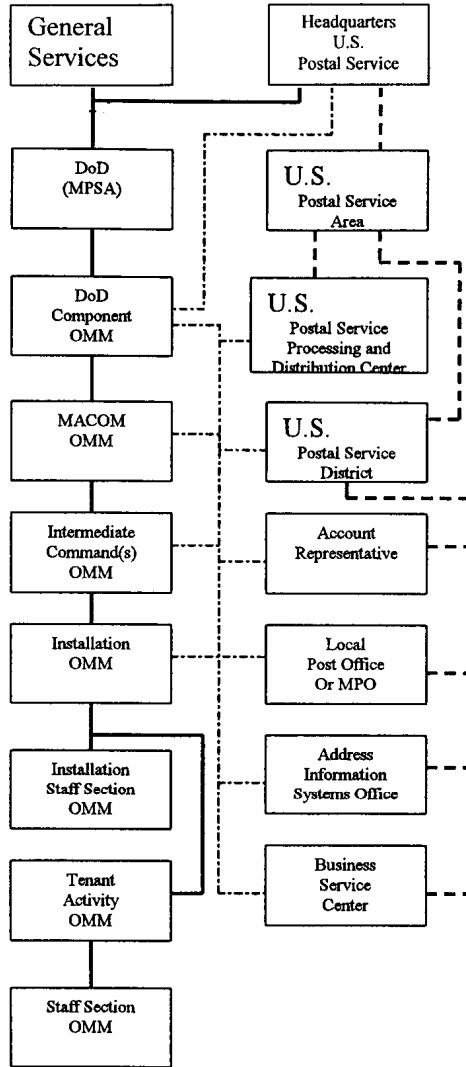 General
Services
Headquarters
U.S.
Postal Service
DoD
(MPSA)
U.S.
Postal Service
Area
DoD
Component
OMM
U.S.
Postal Service
Processing and
Distribution Center
MACOM
OMM
U.S.
Postal Service
District
Intermediate
Command(s)
OMM
Account
Representative
Installation
OMM
Local
Post Office
Or MPO
Installation
Staff Section
OMM
Address
Information
Systems Office
Tenant
Activity
OMM
Business
Service
Center
Staff Section
OMM